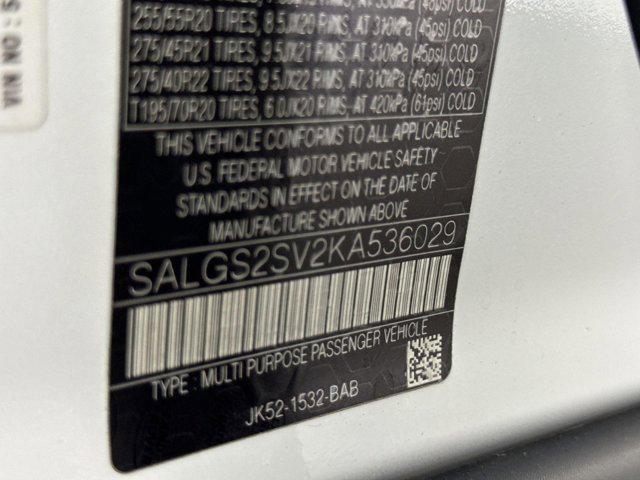 255/55R20 TIRES, 8.5JX20 RIMS, AT 310kPa (45psi) COLD
275/45R21 TIRES, 9.5JX21 RIMS, AT 310kPa (45psi) COLD
275/40R22 TIRES, 9.5JX22 RIMS, AT 310kPa (45psi) COLD
T195/70R20 TIRES, 6.0JX20 RIMS, AT 420kPa (61psi) COLD
THIS VEHICLE CONFORMS TO ALL APPLICABLE
U.S FEDERAL MOTOR VEHICLE SAFETY
STANDARDS IN EFFECT ON THE DATE OF
MANUFACTURE SHOWN ABOVE
SALGS2SV2KA536029
TYPE : MULTI PURPOSE PASSENGER VEHICLE
JK52-1532-BAB
VIN NO : S